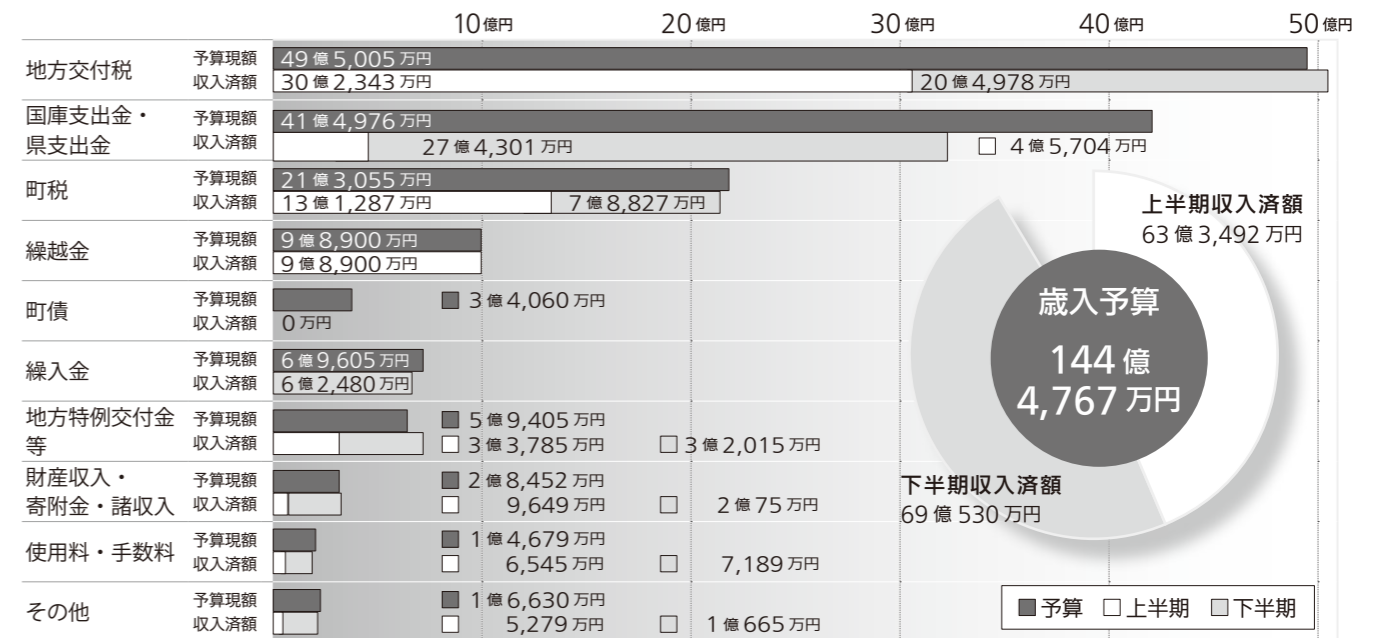 10億円 20億円 30億円 40億円 50億円
地方交付税
予算現額 49億5,005万円
収入済額 30億2,343万円 20億4,978万円
国庫支出金・
県支出金
予算現額 41億4,976万円
収入済額 27億4,301万円 □ 4億5,704万円
町税
予算現額 21億3,055万円
収入済額 13億1,287万円 7億8,827万円
繰越金
予算現額 9億8,900万円
収入済額 9億8,900万円
町債
予算現額 ■ 3億4,060万円
収入済額 0万円
繰入金
予算現額 6億9,605万円
収入済額 6億2,480万円
地方特例交付金
等
予算現額 ■ 5億9,405万円
収入済額 □ 3億3,785万円 □ 3億2,015万円
財産収入・
寄附金・諸収入
予算現額 ■ 2億8,452万円
収入済額 □ 9,649万円 □ 2億75万円
使用料・手数料
予算現額 ■ 1億4,679万円
収入済額 □ 6,545万円 □ 7,189万円
その他
予算現額 ■ 1億6,630万円
収入済額 □ 5,279万円 □ 1億665万円
上半期収入済額
63億3,492万円
歳入予算
144億
4,767万円
下半期収入済額
69億530万円
■予算 □上半期 □下半期